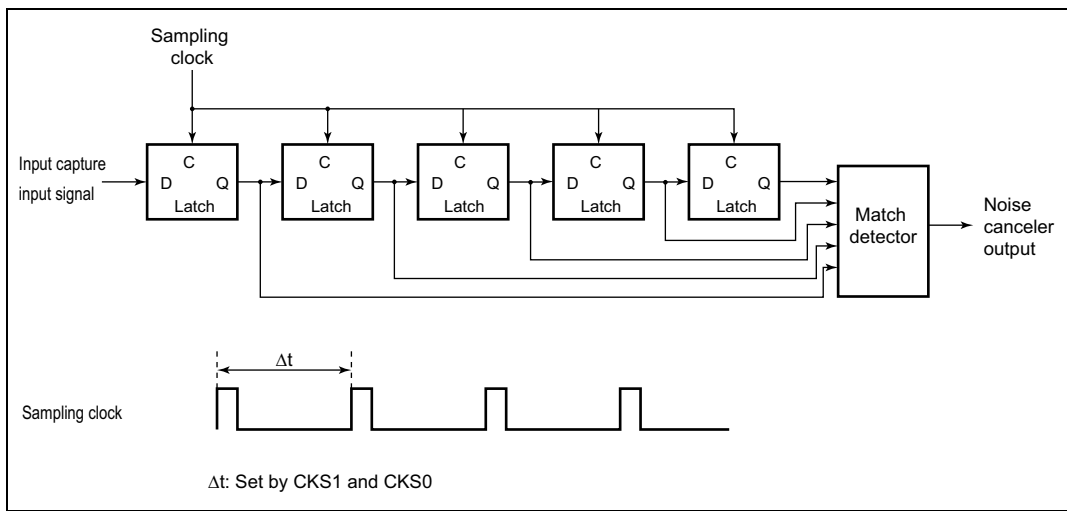 Sampling
clock
C
C
C
C
C
Input capture
input signal
D Q
D Q
D Q
D Q
D Q
Latch
Latch
Latch
Latch
Latch
Match
detector
Noise
canceler
output
Δt
Sampling clock
Δt: Set by CKS1 and CKS0